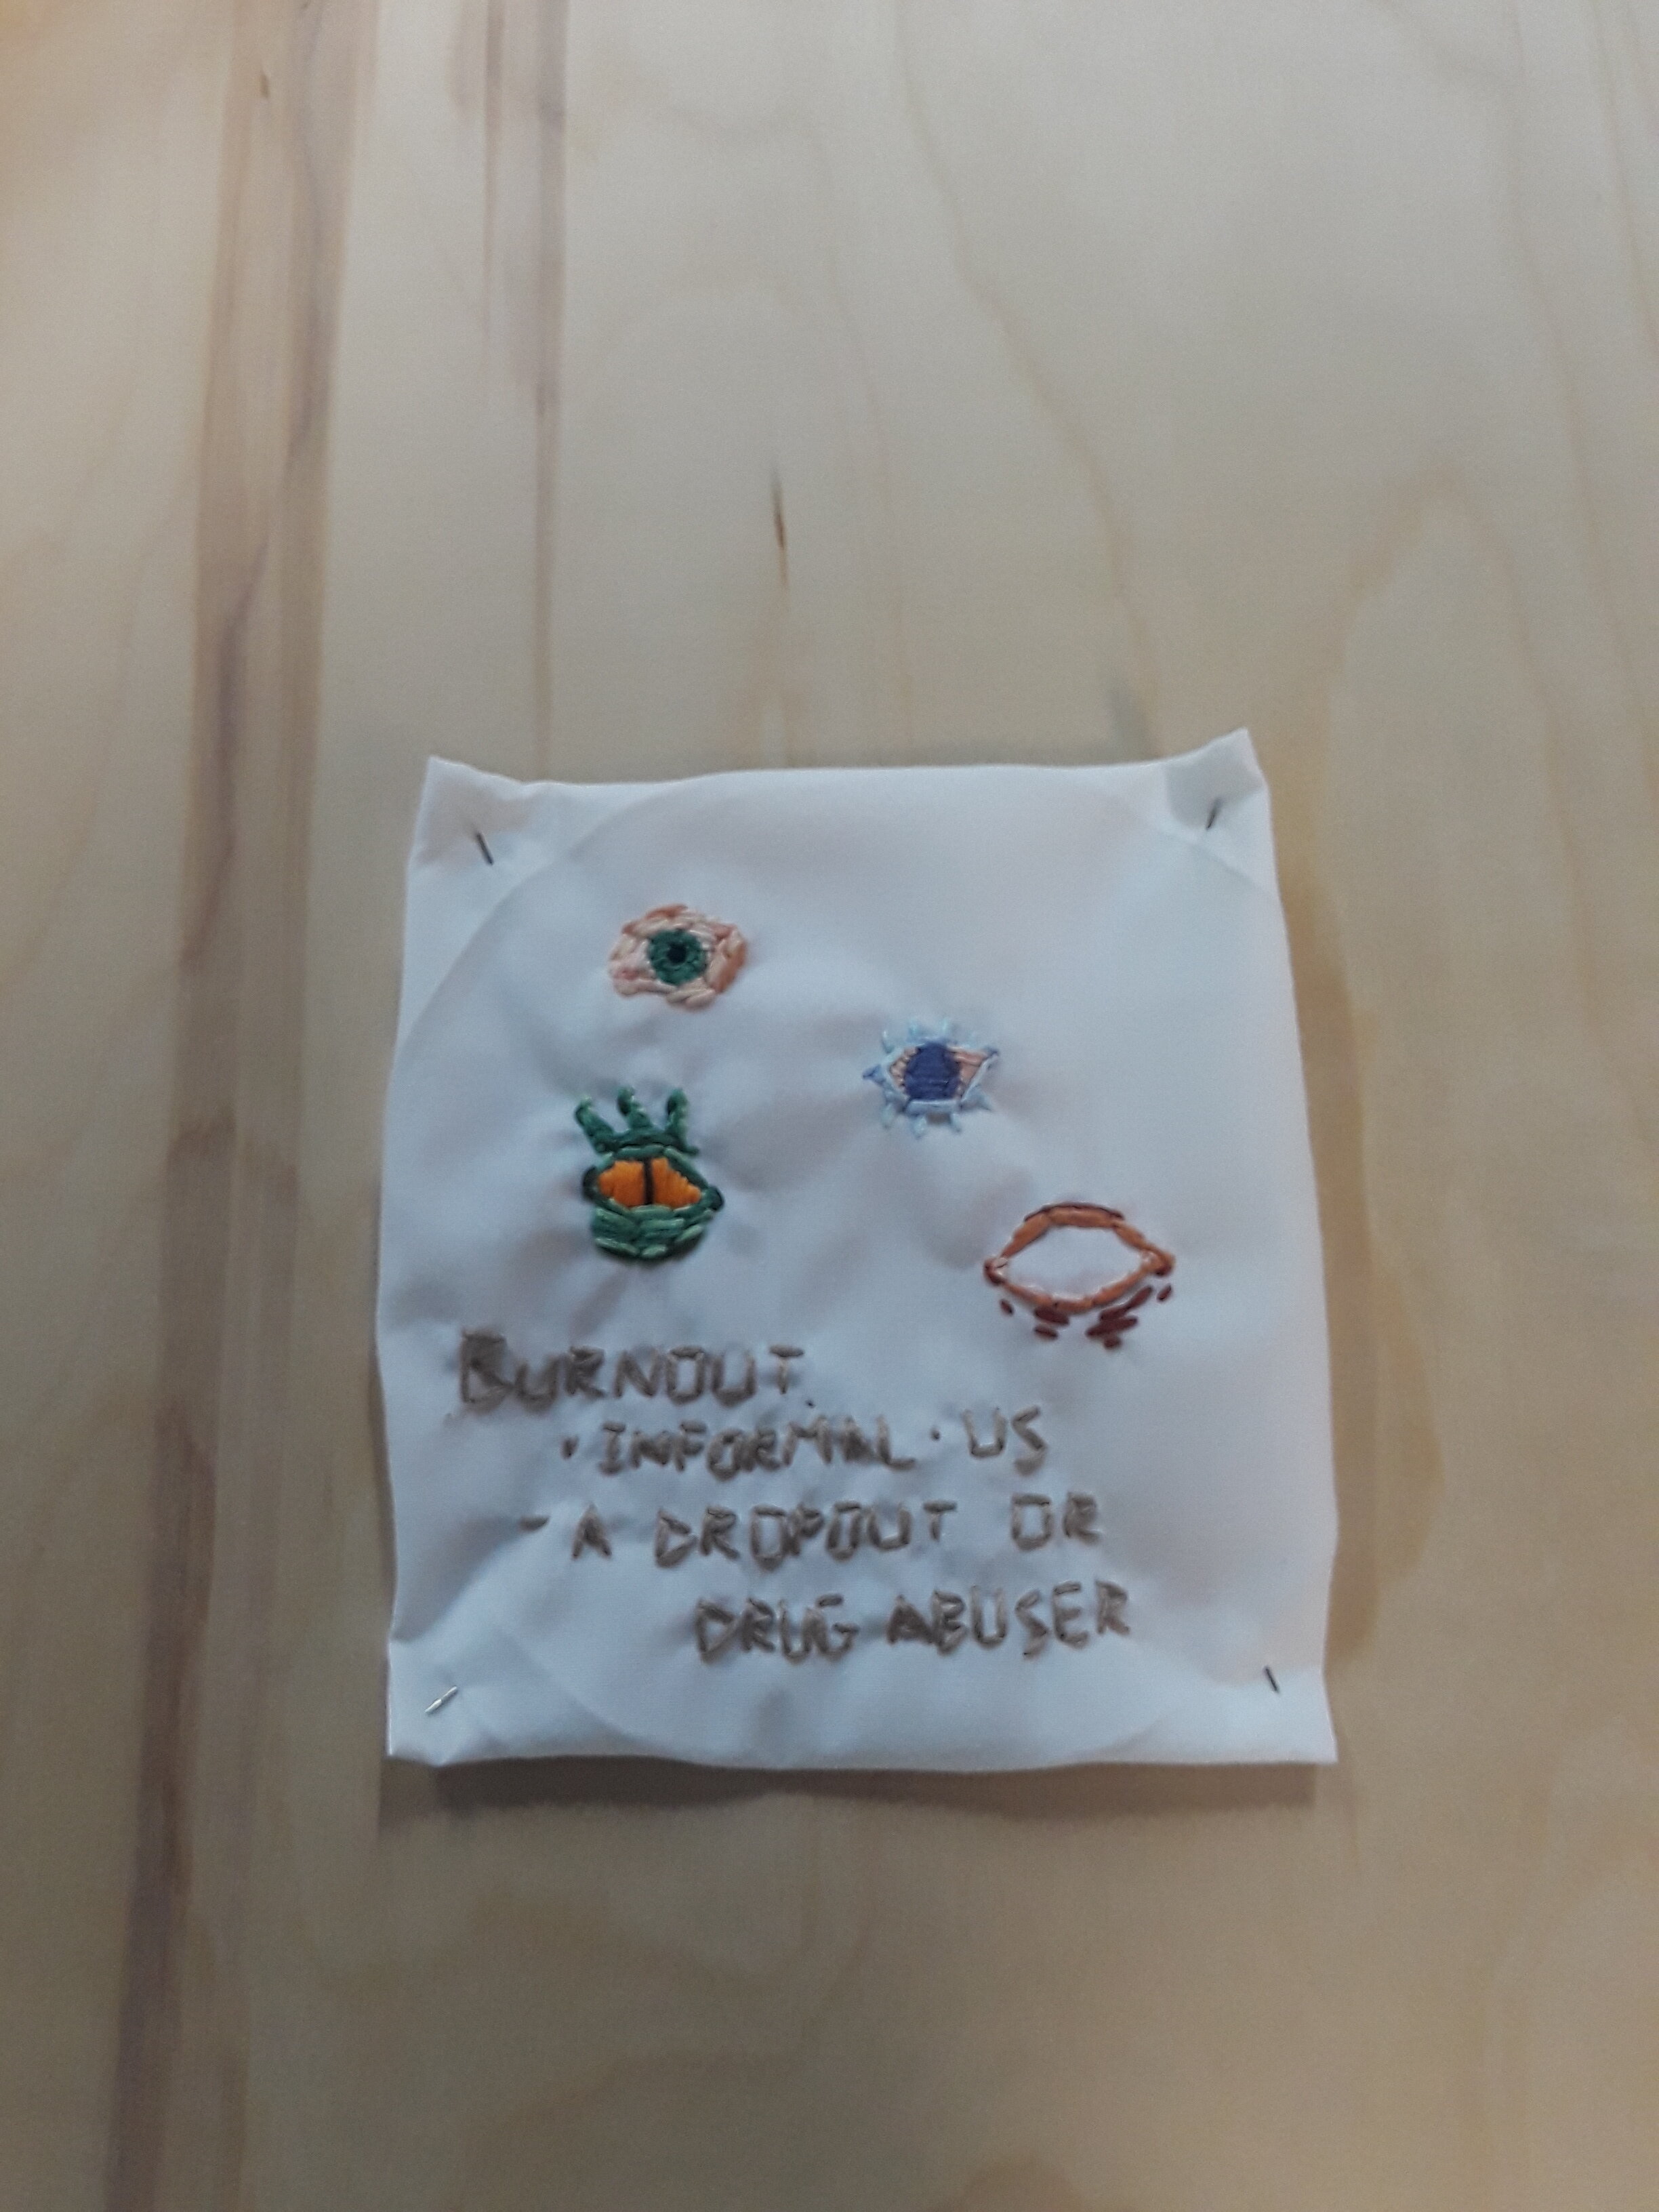 BURNOUT
· INFORMAL · US
- A DROPOUT OR
DRUG ABUSER